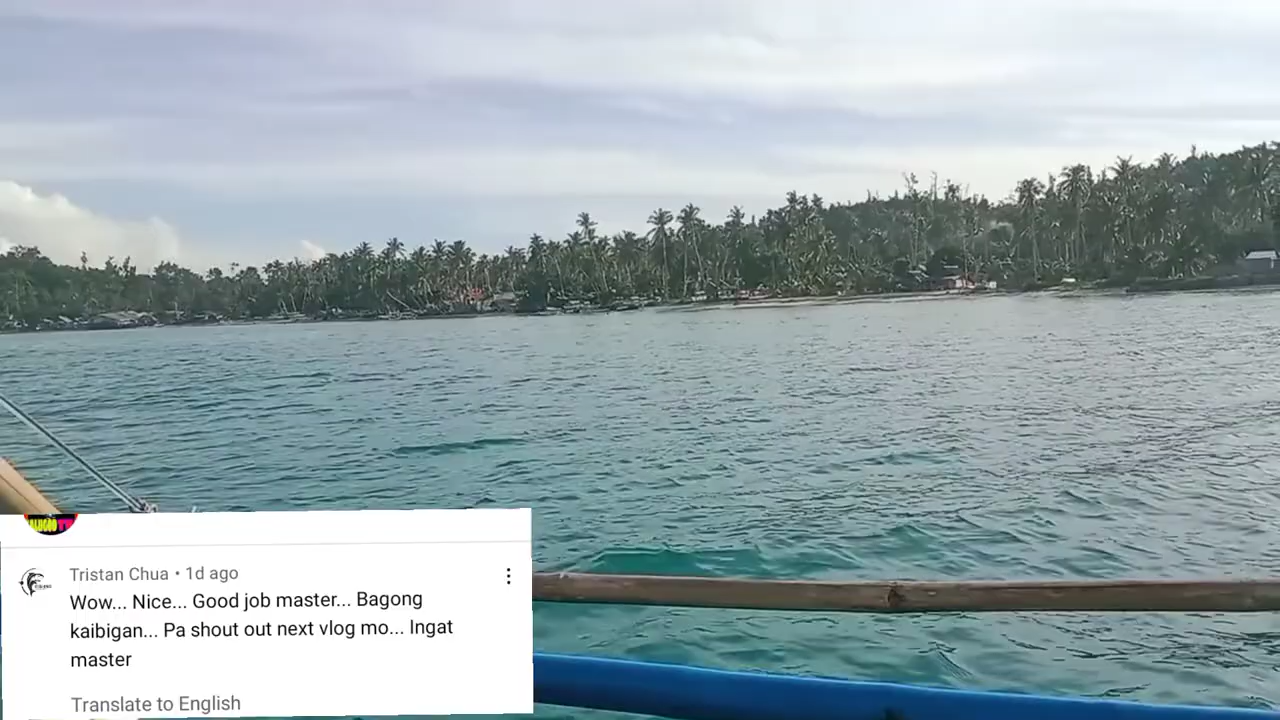 Tristan Chua • 1d ago
Wow... Nice... Good job master... Bagong
kaibigan... Pa shout out next vlog mo... Ingat
master
Translate to English